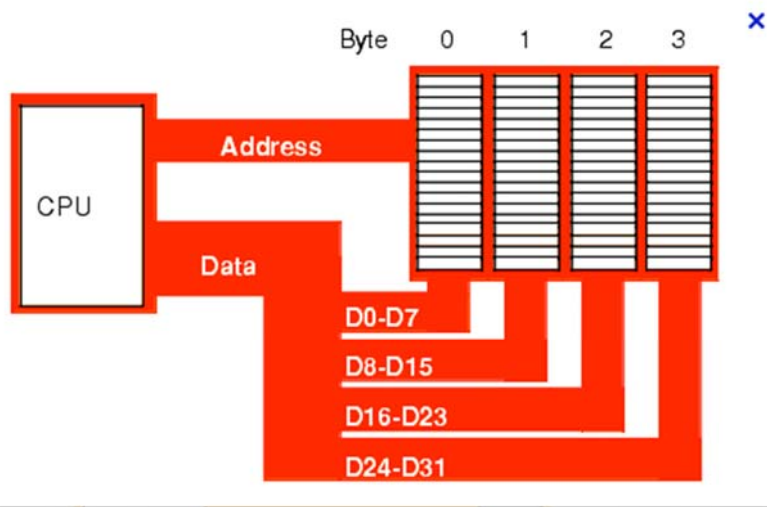 Byte 0 1 2 3
Address
CPU
Data
D0-D7
D8-D15
D16-D23
D24-D31